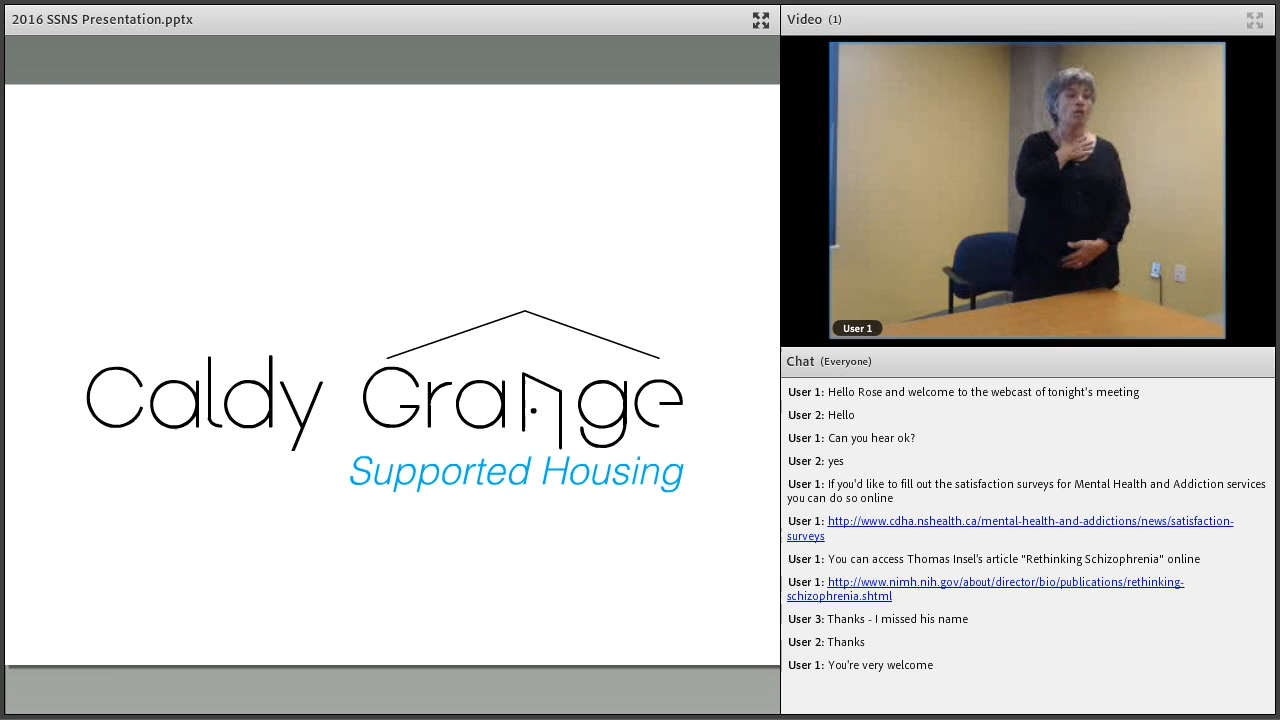 2016 SSNS Presentation.pptx
Caldy Grange
Supported Housing
Video (1)
User 1
Chat (Everyone)
User 1: Hello Rose and welcome to the webcast of tonight's meeting
User 2: Hello
User 1: Can you hear ok?
User 2: yes
User 1: If you'd like to fill out the satisfaction surveys for Mental Health and Addiction services
you can do so online
User 1: http://www.cdha.nshealth.ca/mental-health-and-addictions/news/satisfaction-
surveys
User 1: You can access Thomas Insel's article "Rethinking Schizophrenia" online
User 1: http://www.nimh.nih.gov/about/director/bio/publications/rethinking-
schizophrenia.shtml
User 3: Thanks - I missed his name
User 2: Thanks
User 1: You're very welcome